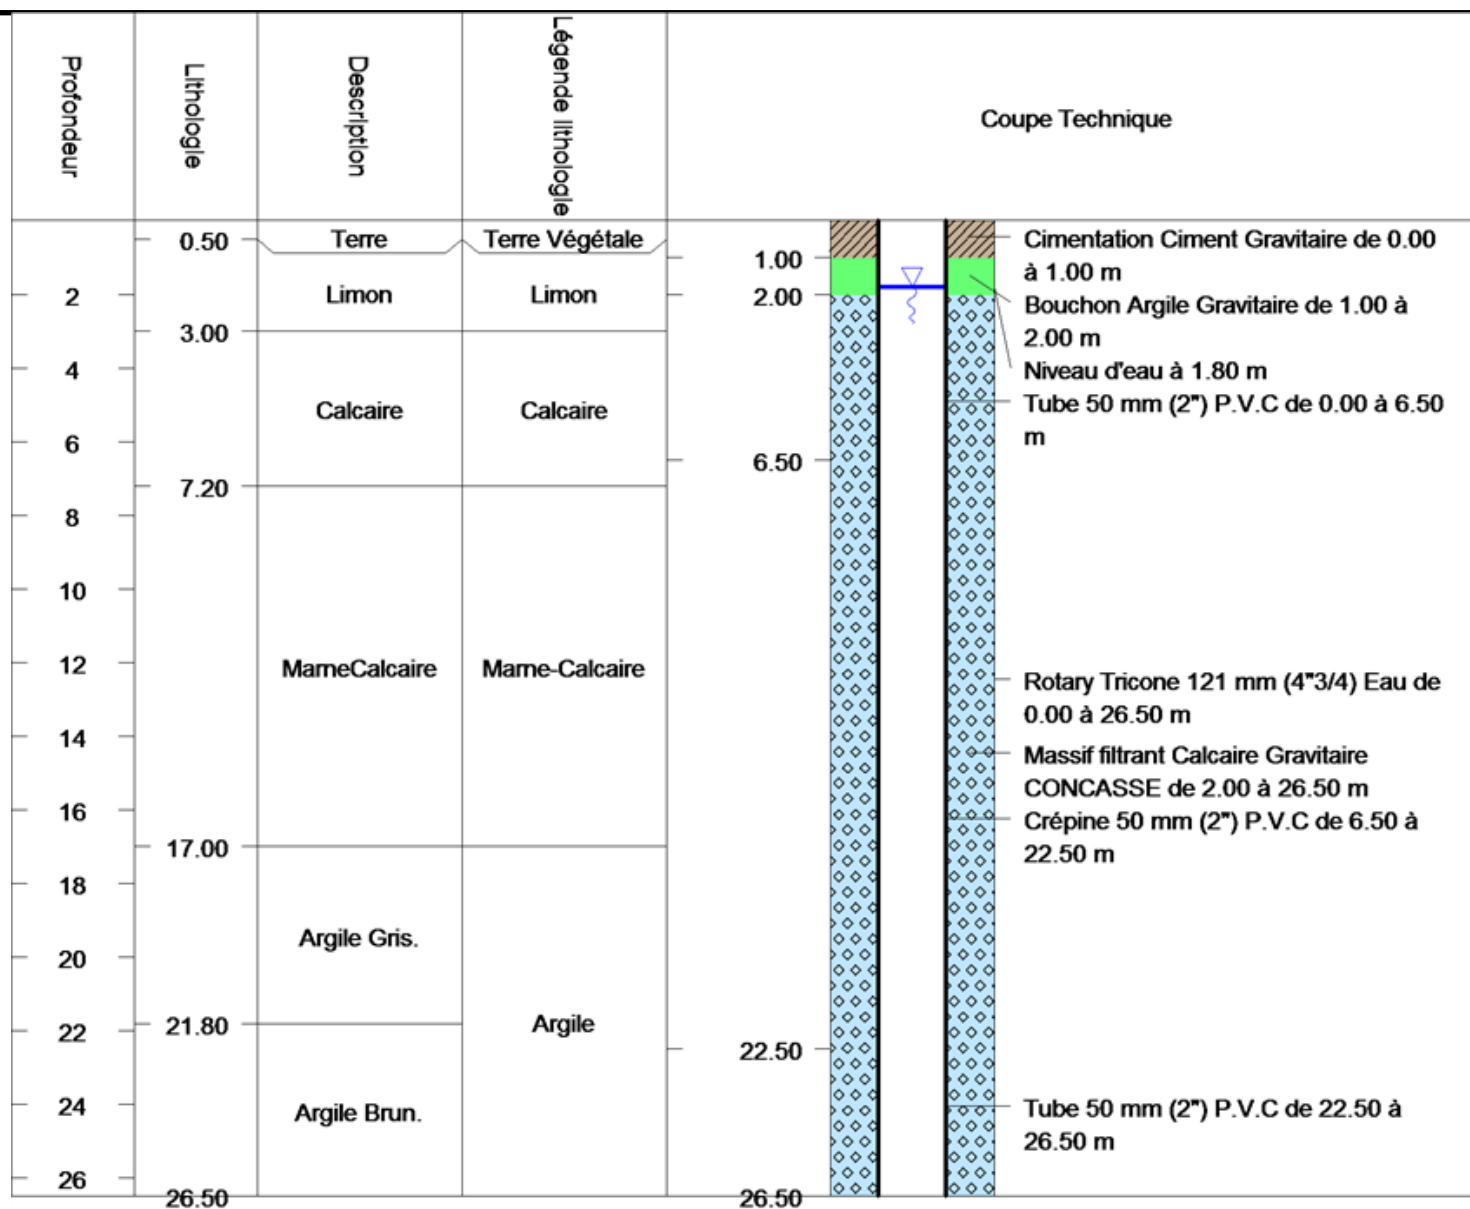 Profondeur
Lithologie
Description
Légende lithologie
Coupe Technique
0.50
Terre
Terre Végétale
Cimentation Ciment Gravitaire de 0.00
à 1.00 m
1.00
2
Limon
Limon
2.00
Bouchon Argile Gravitaire de 1.00 à
2.00 m
3.00
Niveau d'eau à 1.80 m
4
Tube 50 mm (2") P.V.C de 0.00 à 6.50
m
Calcaire
Calcaire
6
6.50
7.20
8
10
12
MarneCalcaire
Marne-Calcaire
Rotary Tricone 121 mm (4"3/4) Eau de
0.00 à 26.50 m
14
Massif filtrant Calcaire Gravitaire
CONCASSE de 2.00 à 26.50 m
16
Crépine 50 mm (2") P.V.C de 6.50 à
22.50 m
17.00
18
Argile Gris.
20
21.80
22
Argile
22.50
24
Argile Brun.
Tube 50 mm (2") P.V.C de 22.50 à
26.50 m
26
26.50
26.50